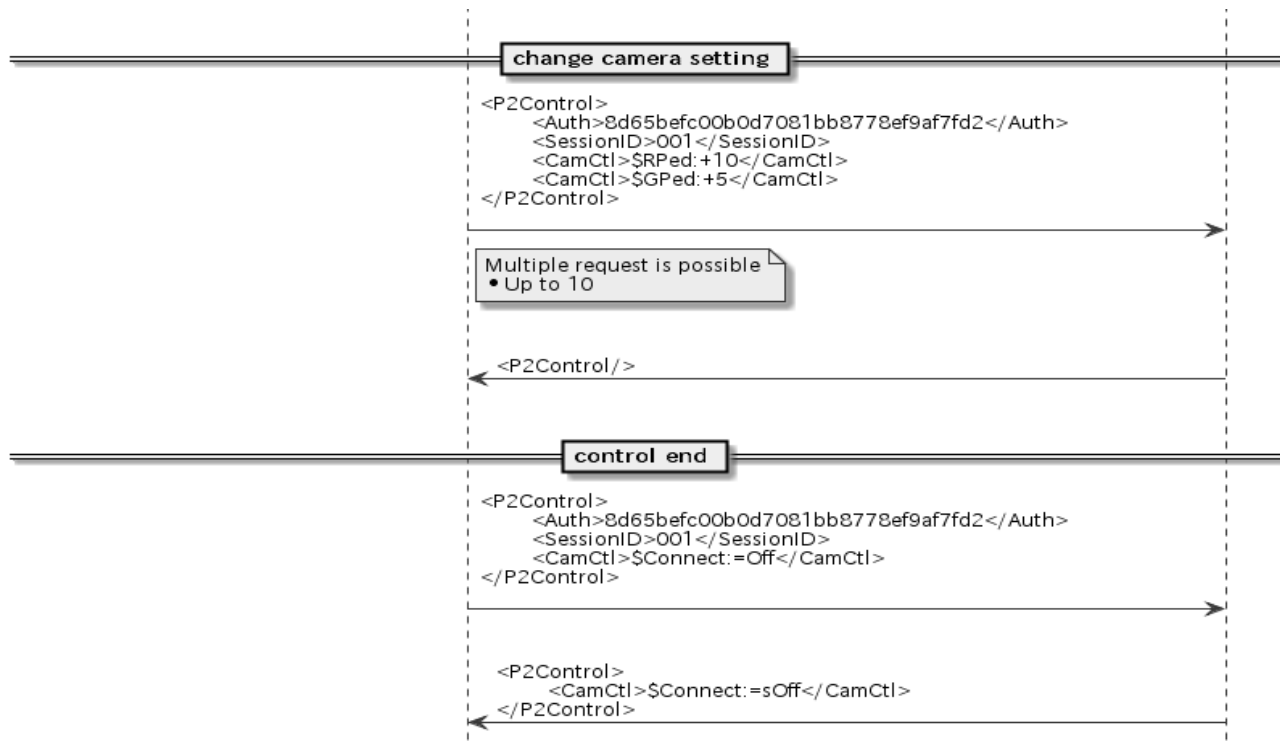 change camera setting
<P2Control>
<Auth>8d65befc00b0d7081bb8778ef9af7fd2</Auth>
<SessionID>001</SessionID>
<CamCtl>$RPed:+10</CamCtl>
<CamCtl>$GPed:+5</CamCtl>
</P2Control>
Multiple request is possible
• Up to 10
<P2Control/>
control end
<P2Control>
<Auth>8d65befc00b0d7081bb8778ef9af7fd2</Auth>
<SessionID>001</SessionID>
<CamCtl>$Connect:=Off</CamCtl>
</P2Control>
<P2Control>
<CamCtl>$Connect:=sOff</CamCtl>
</P2Control>